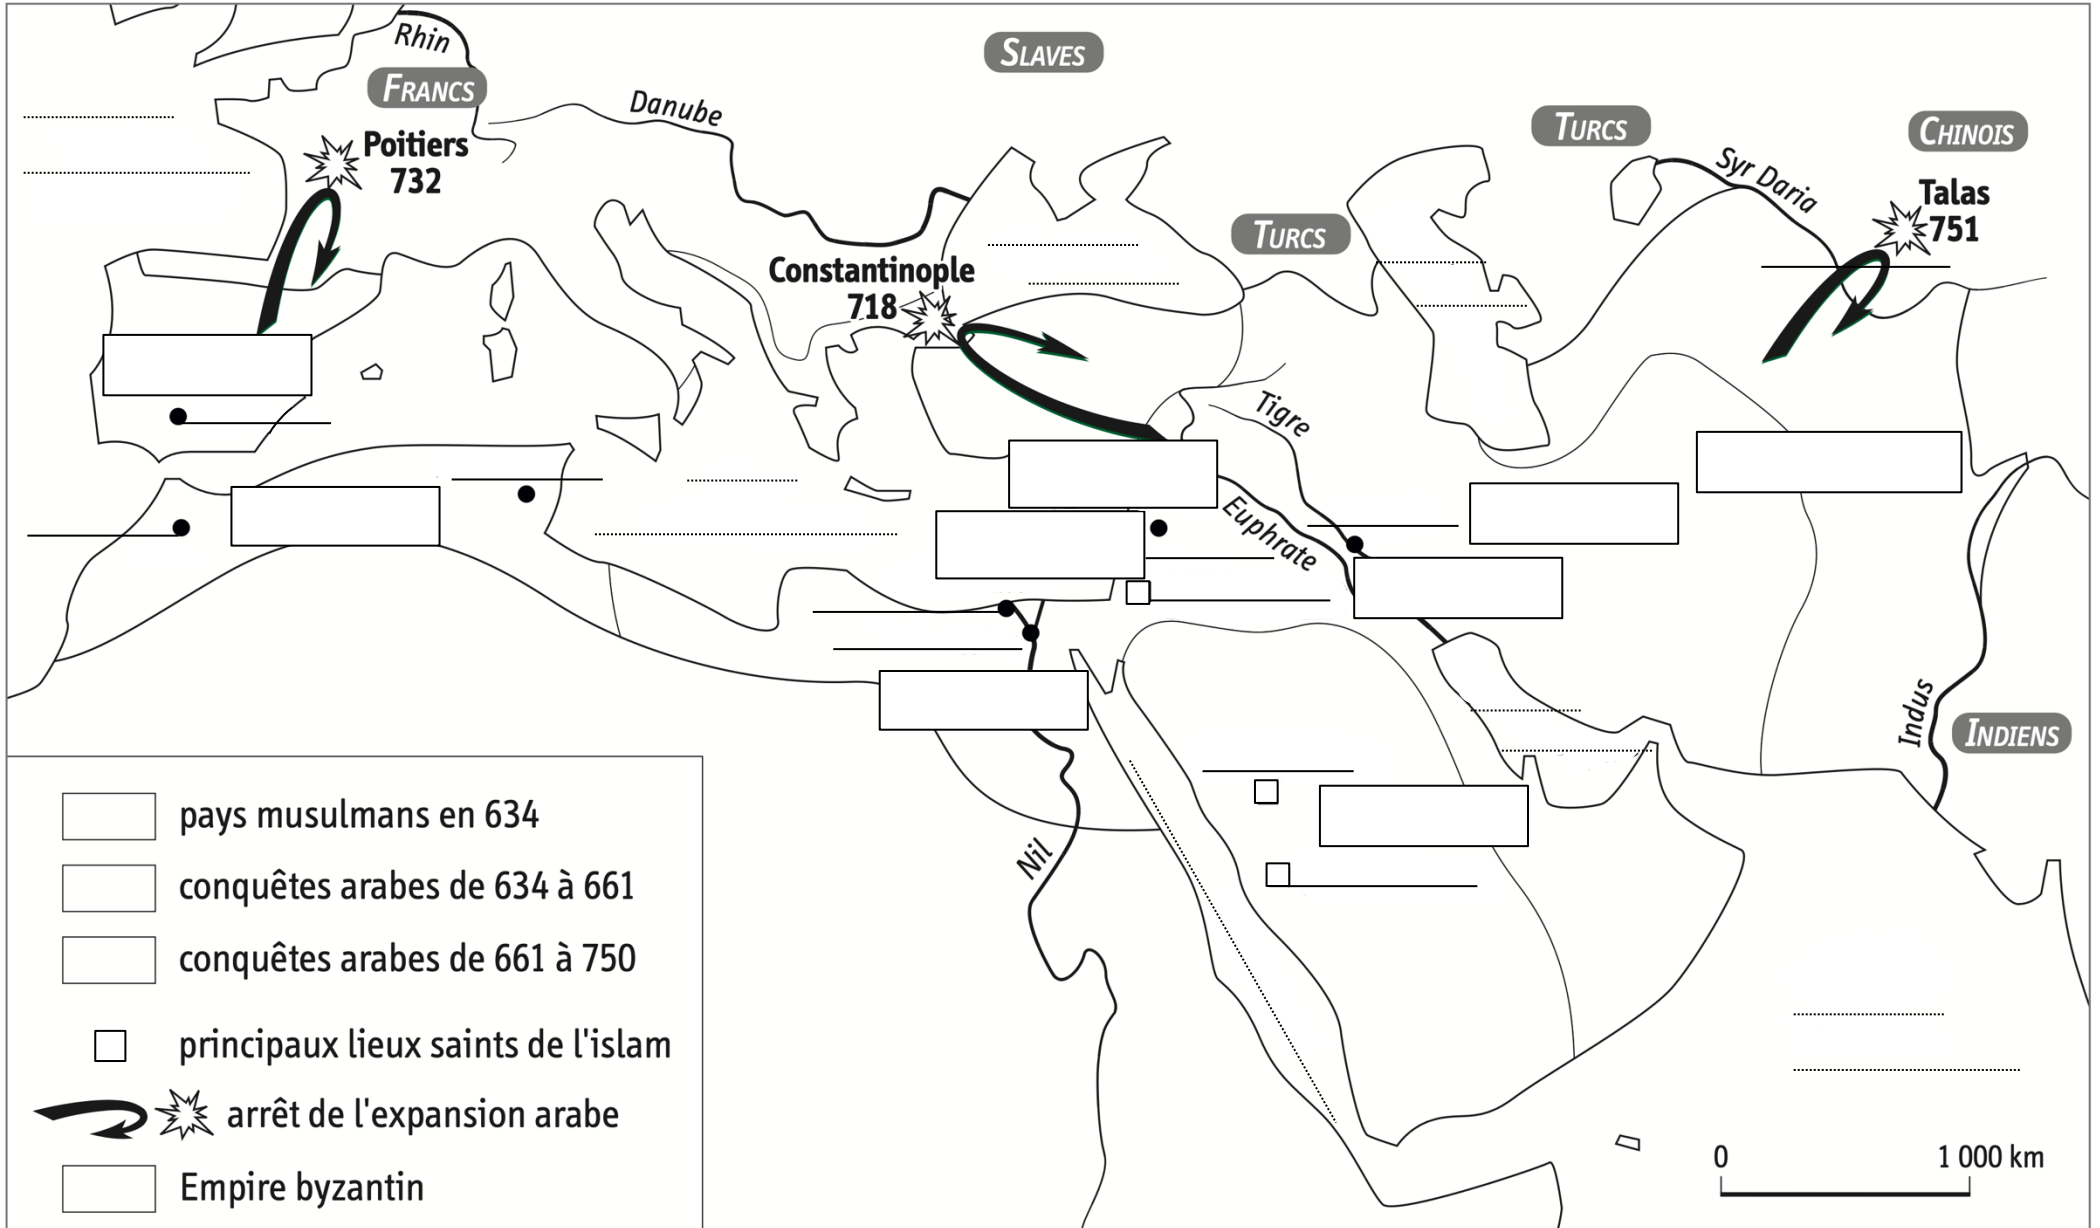 Rhin
FRANCS
Poitiers
732
Danube
SLAVES
TURCS
CHINOIS
Syr Daria
Talas
751
TURCS
Constantinople
718
Tigre
Euphrate
Indus
INDIENS
Nil
pays musulmans en 634
conquêtes arabes de 634 à 661
conquêtes arabes de 661 à 750
principaux lieux saints de l'islam
arrêt de l'expansion arabe
Empire byzantin
0 1 000 km